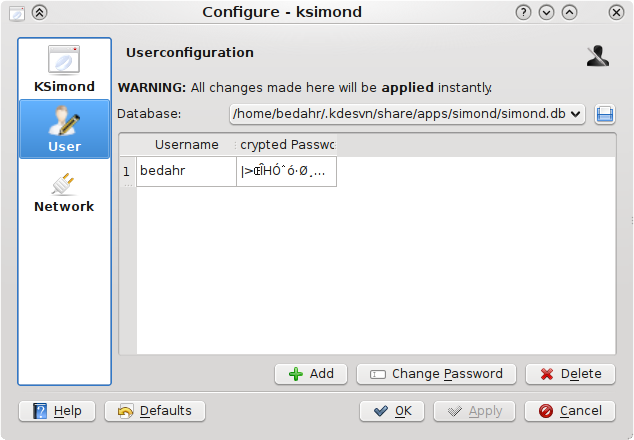 Configure - ksimond
KSimond
User
Network
Userconfiguration
WARNING: All changes made here will be applied instantly.
Database: /home/bedahr/.kdesvn/share/apps/simond/simond.db
Username crypted Passwo
1 bedahr |>ŒÎHÓˆó·Ø¸...
Add Change Password Delete
Help Defaults OK Apply Cancel